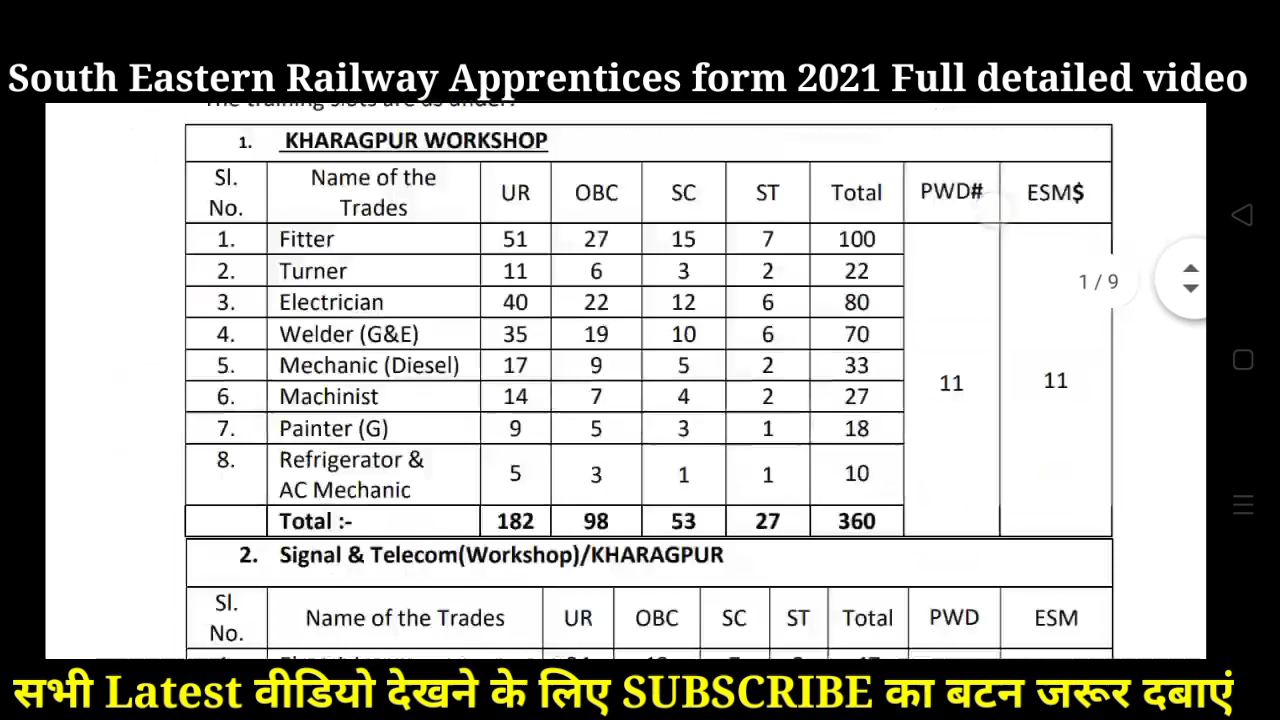 South Eastern Railway Apprentices form 2021 Full detailed video
The training slots are as under:
1. KHARAGPUR WORKSHOP
Sl. No. Name of the Trades UR OBC SC ST Total PWD# ESM$
1. Fitter 51 27 15 7 100
2. Turner 11 6 3 2 22
1 / 9
3. Electrician 40 22 12 6 80
4. Welder (G&E) 35 19 10 6 70
5. Mechanic (Diesel) 17 9 5 2 33
11 11
6. Machinist 14 7 4 2 27
7. Painter (G) 9 5 3 1 18
8. Refrigerator & AC Mechanic 5 3 1 1 10
Total :- 182 98 53 27 360
2. Signal & Telecom(Workshop)/KHARAGPUR
Sl. No. Name of the Trades UR OBC SC ST Total PWD ESM
सभी Latest वीडियो देखने के लिए SUBSCRIBE का बटन जरूर दबाएं